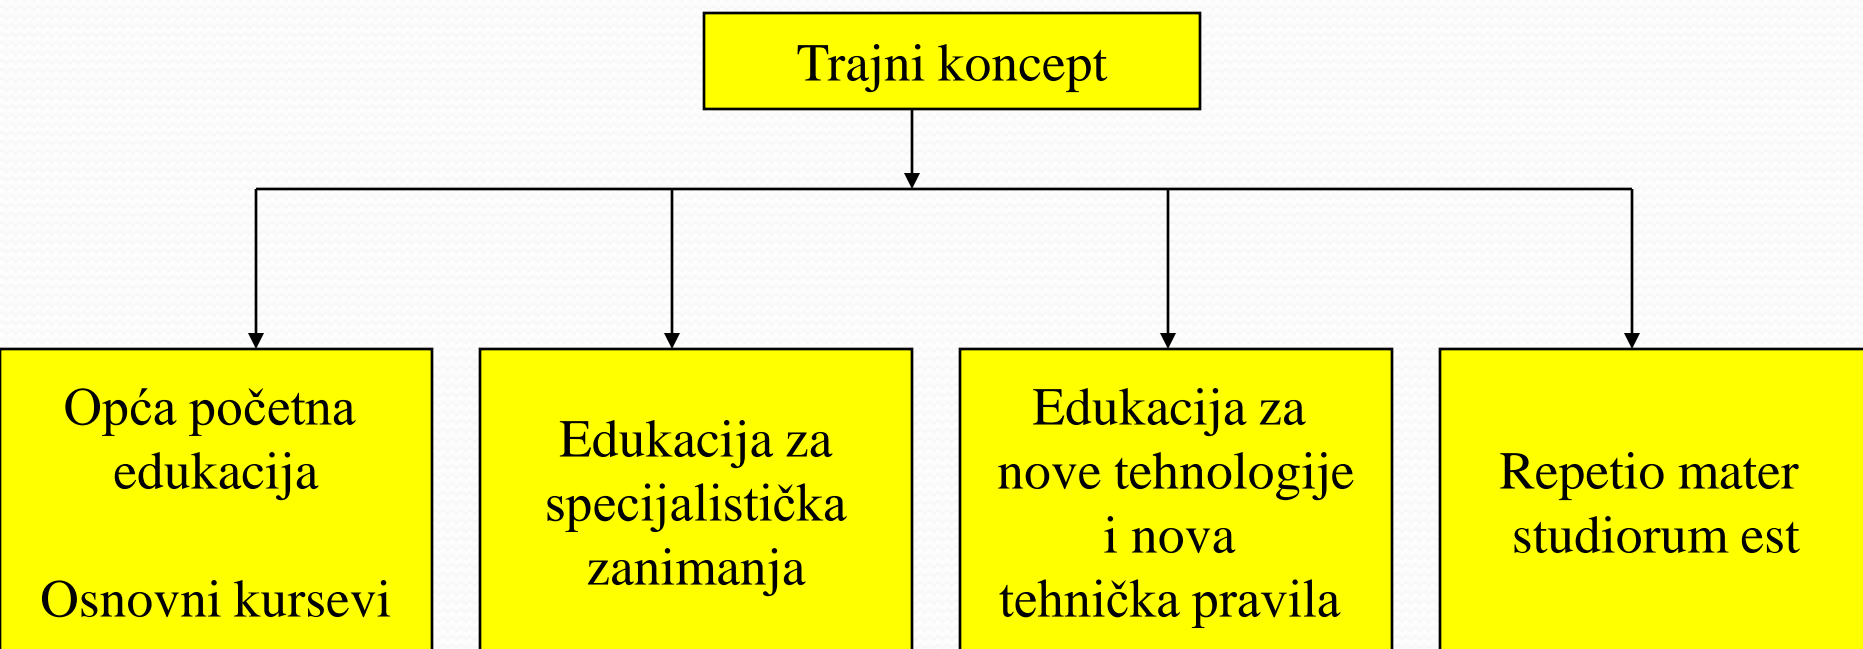 Trajni koncept
Opća početna
edukacija
Osnovni kursevi
Edukacija za
specijalistička
zanimanja
Edukacija za
nove tehnologije
i nova
tehnička pravila
Repetio mater
studiorum est